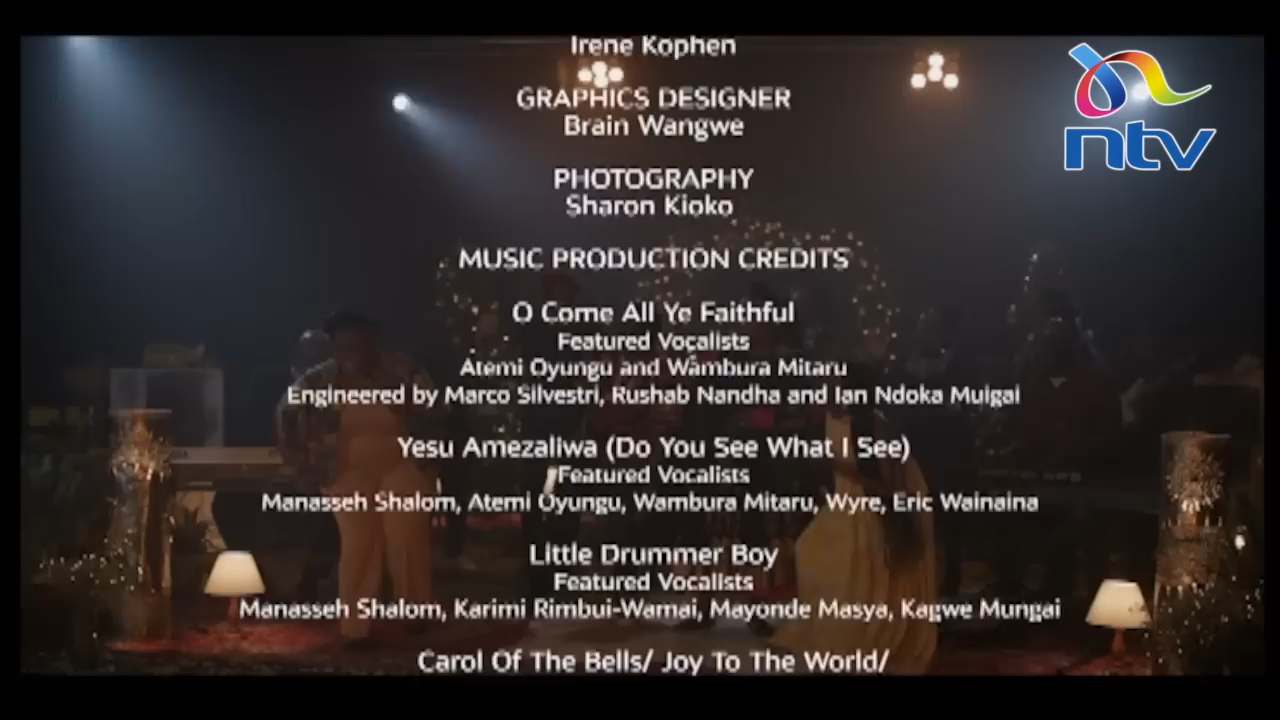 Irene Kophen
ntv
GRAPHICS DESIGNER
Brain Wangwe
PHOTOGRAPHY
Sharon Kioko
MUSIC PRODUCTION CREDITS
O Come All Ye Faithful
Featured Vocalists
Atemi Oyungu and Wambura Mitaru
Engineered by Marco Silvestri, Rushab Nandha and Ian Ndoka Muigai
Yesu Amezaliwa (Do You See What I See)
Featured Vocalists
Manasseh Shalom, Atemi Oyungu, Wambura Mitaru, Wyre, Eric Wainaina
Little Drummer Boy
Featured Vocalists
Manasseh Shalom, Karimi Rimbui-Wamai, Mayonde Masya, Kagwe Mungai
Carol Of The Bells/ Joy To The World/